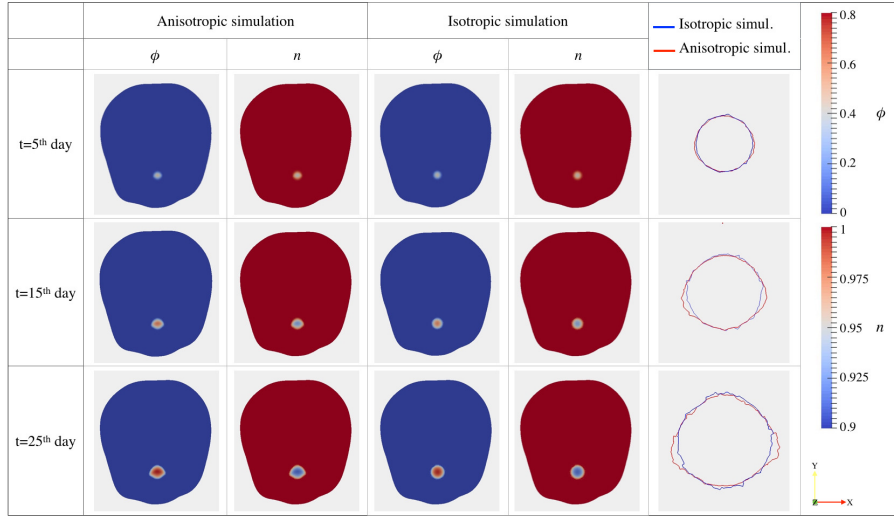 Anisotropic simulation
Isotropic simulation
Isotropic simul.
Anisotropic simul.
ϕ
n
ϕ
n
t=5th day
t=15th day
t=25th day
0.8
0.6
0.4
0.2
0
ϕ
1
0.975
0.95
0.925
0.9
n
Y
Z
X